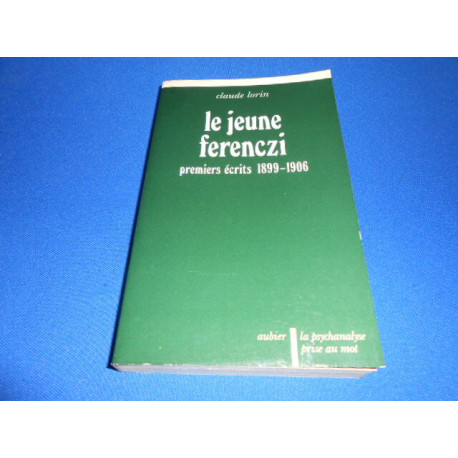 claude lorin
le jeune
ferenczi
premiers écrits 1899-1906
aubier la psychanalyse
prise au mot